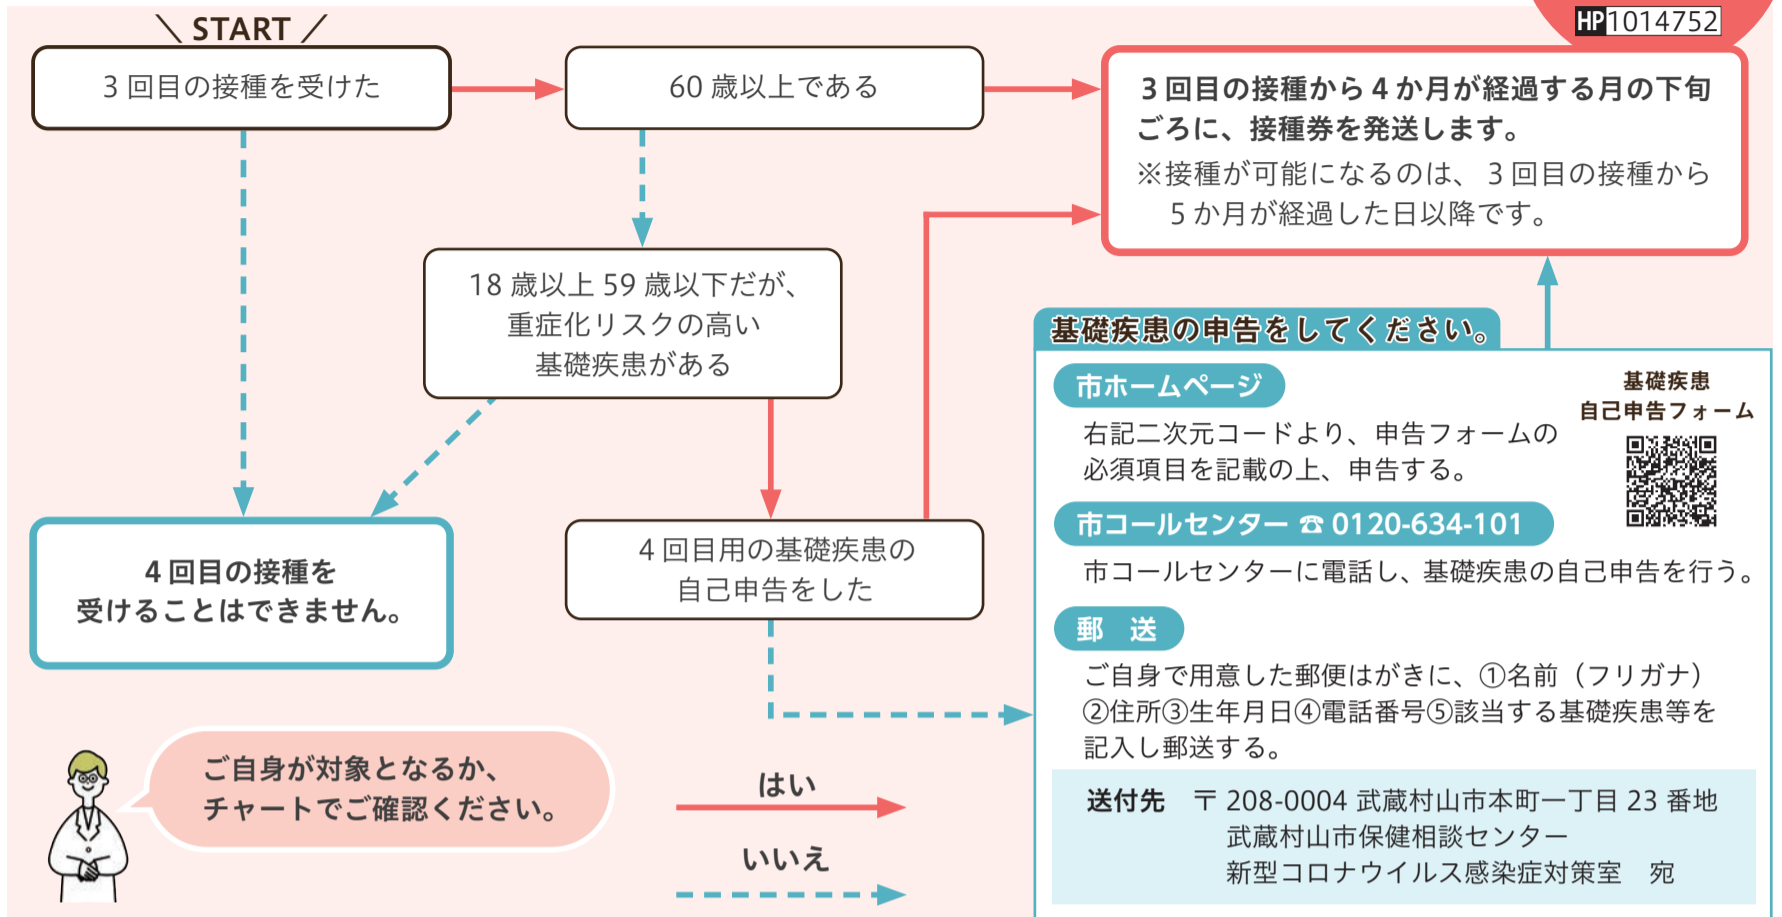 HP1014752
START
3回目の接種を受けた
60歳以上である
3回目の接種から4か月が経過する月の下旬
ごろに、接種券を発送します。
※接種が可能になるのは、3回目の接種から
5か月が経過した日以降です。
18歳以上59歳以下だが、
重症化リスクの高い
基礎疾患がある
4回目の接種を
受けることはできません。
4回目用の基礎疾患の
自己申告をした
基礎疾患の申告をしてください。
市ホームページ
右記二次元コードより、申告フォームの
必須項目を記載の上、申告する。
基礎疾患
自己申告フォーム
市コールセンター ☎ 0120-634-101
市コールセンターに電話し、基礎疾患の自己申告を行う。
郵 送
ご自身で用意した郵便はがきに、①名前（フリガナ）
②住所③生年月日④電話番号⑤該当する基礎疾患等を
記入し郵送する。
送付先 〒208-0004 武蔵村山市本町一丁目23番地
武蔵村山市保健相談センター
新型コロナウイルス感染症対策室 宛
ご自身が対象となるか、
チャートでご確認ください。
はい
いいえ